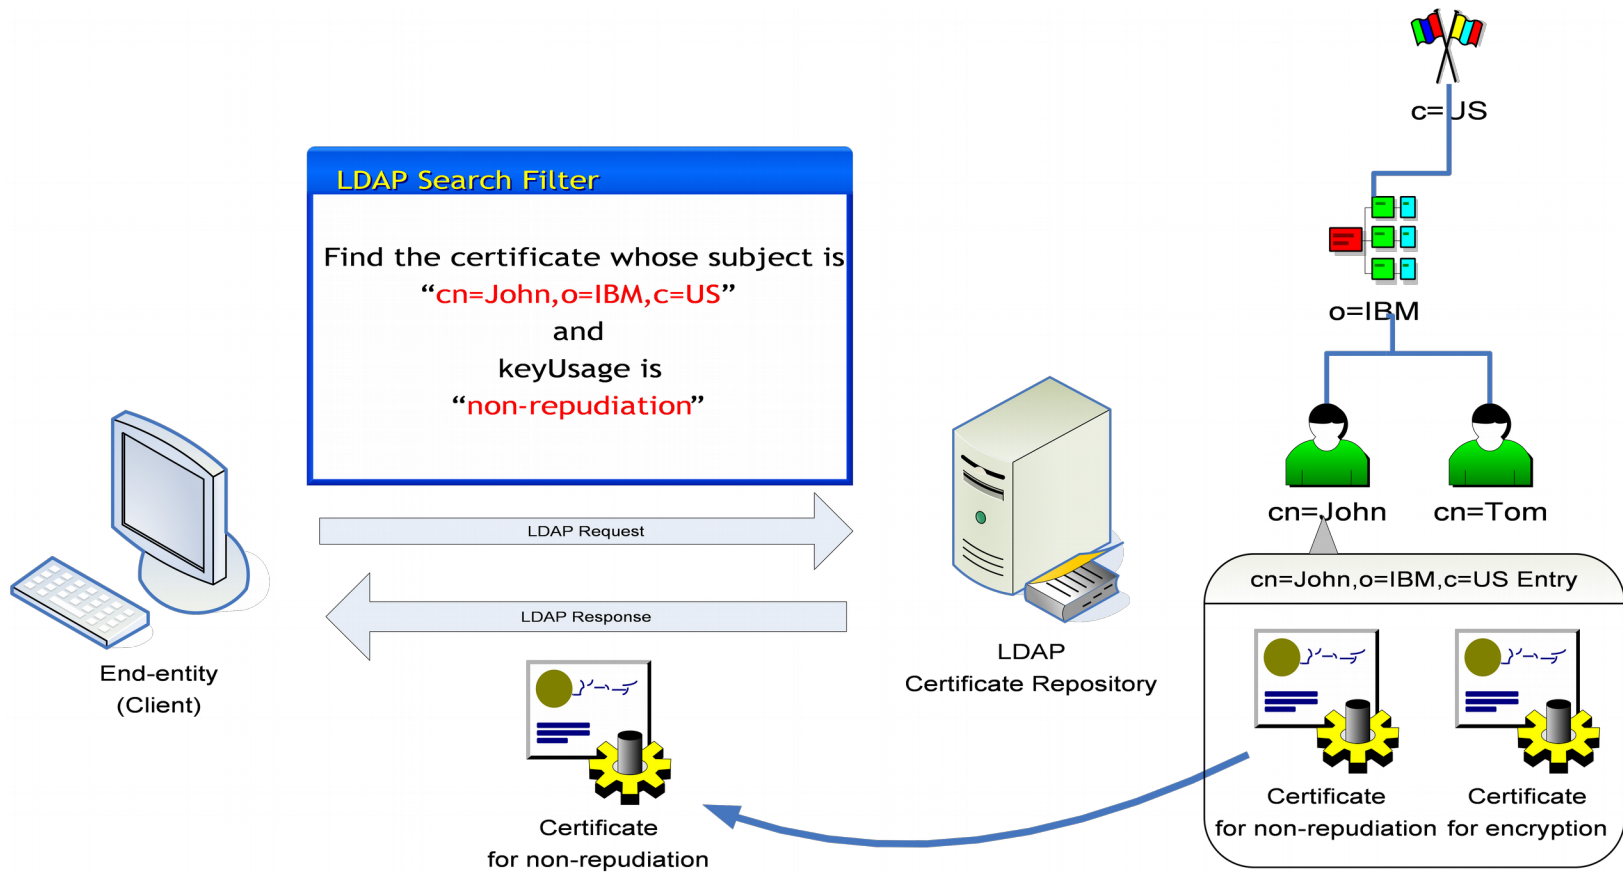 c=US
LDAP Search Filter
Find the certificate whose subject is
“cn=John,o=IBM,c=US”
and
keyUsage is
“non-repudiation”
o=IBM
cn=John
cn=Tom
LDAP Request
LDAP Response
cn=John,o=IBM,c=US Entry
End-entity
(Client)
LDAP
Certificate Repository
Certificate
for non-repudiation
Certificate
for encryption
Certificate
for non-repudiation